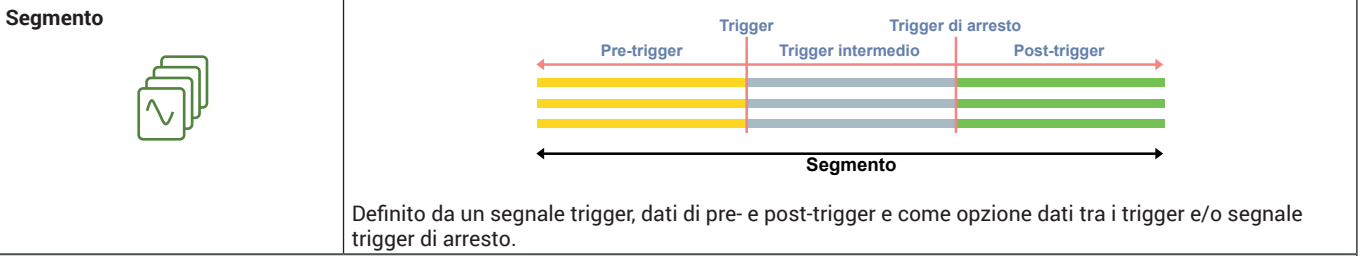 Segmento
Trigger Trigger di arresto
Pre-trigger Trigger intermedio Post-trigger
Segmento
Definito da un segnale trigger, dati di pre- e post-trigger e come opzione dati tra i trigger e/o segnale
trigger di arresto.